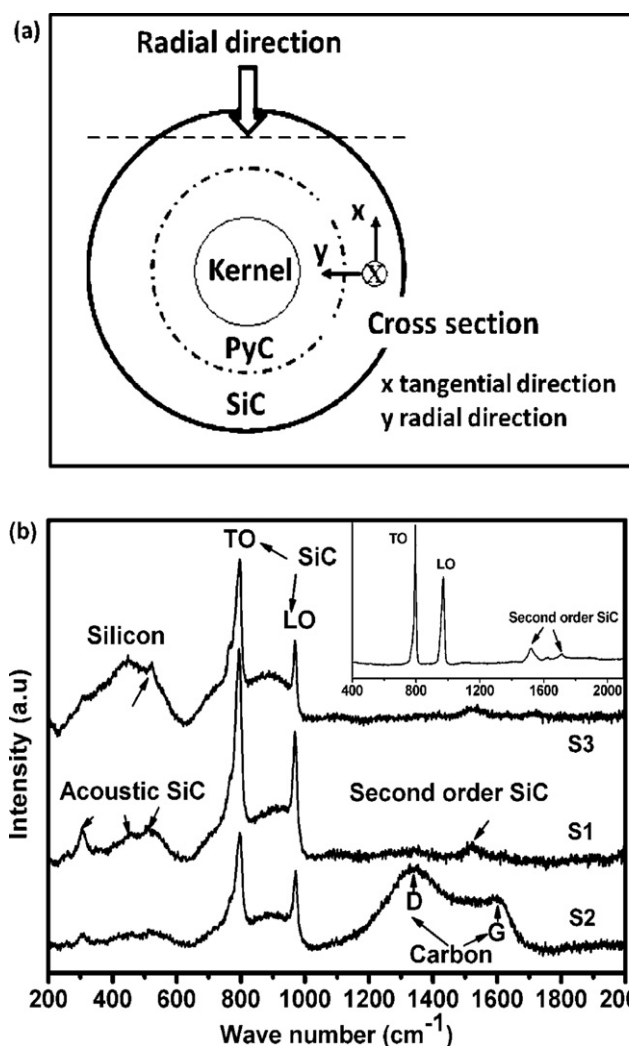 (a)
Radial direction
x
y
X
Kernel
Cross section
PyC
SiC
x tangential direction
y radial direction
(b)
TO
SiC
LO
Silicon
TO
LO
Second order SiC
400 800 1200 1600 2000
S3
Acoustic SiC
Second order SiC
S1
D
G
S2
Carbon
Intensity (a.u)
200 400 600 800 1000 1200 1400 1600 1800 200
Wave number (cm⁻¹)